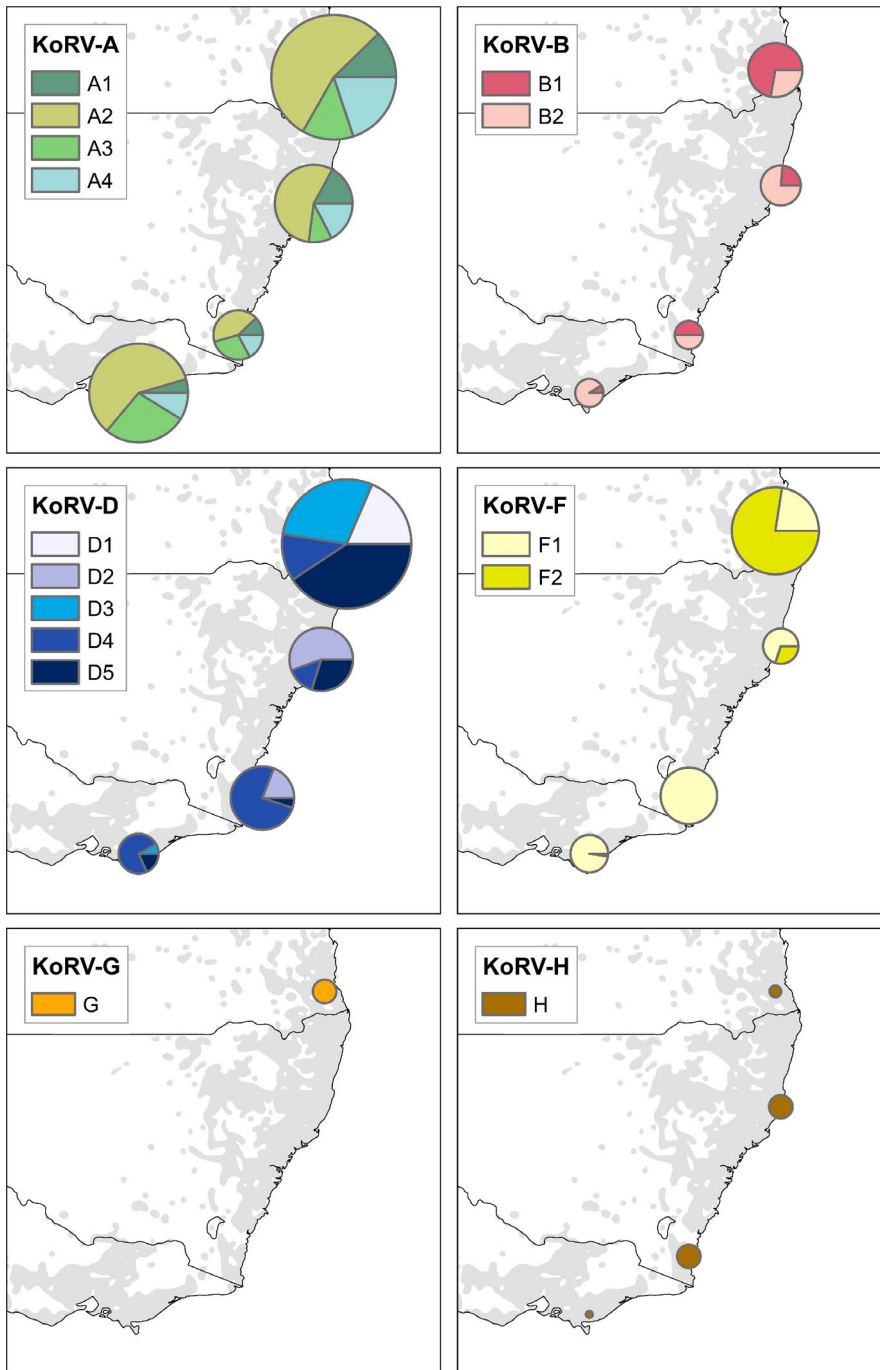 KoRV-A
A1
A2
A3
A4
KoRV-B
B1
B2
KoRV-D
D1
D2
D3
D4
D5
KoRV-F
F1
F2
KoRV-G
G
KoRV-H
H